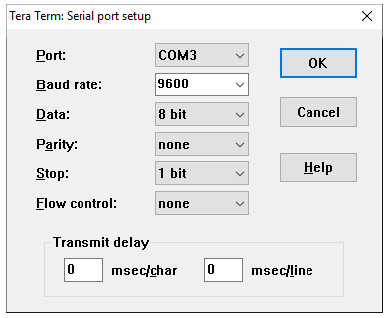 Tera Term: Serial port setup
Port: COM3 OK
Baud rate: 9600
Data: 8 bit Cancel
Parity: none
Stop: 1 bit Help
Flow control: none
Transmit delay
0 msec/char 0 msec/line